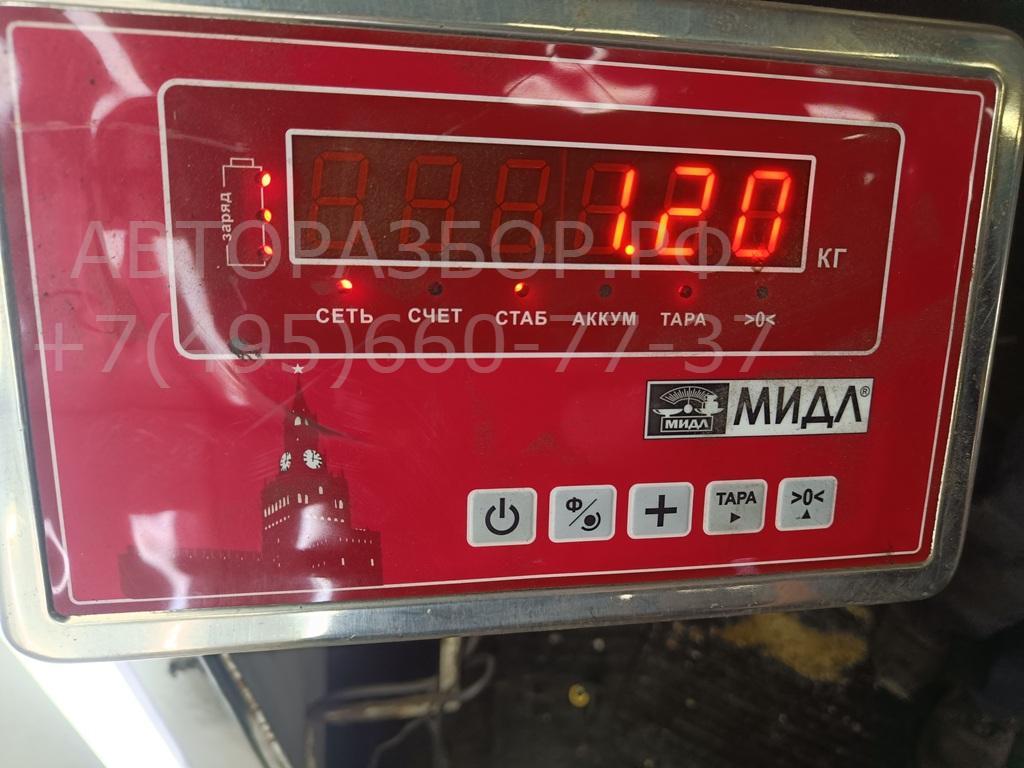 1.20
КГ
заряд
АВТОРАЗБОР.РФ
СЕТЬ СЧЕТ СТАБ АККУМ ТАРА >0<
+7(495)660-77-37
МИДЛ МИДЛ®
Ф/ + ТАРА >0<